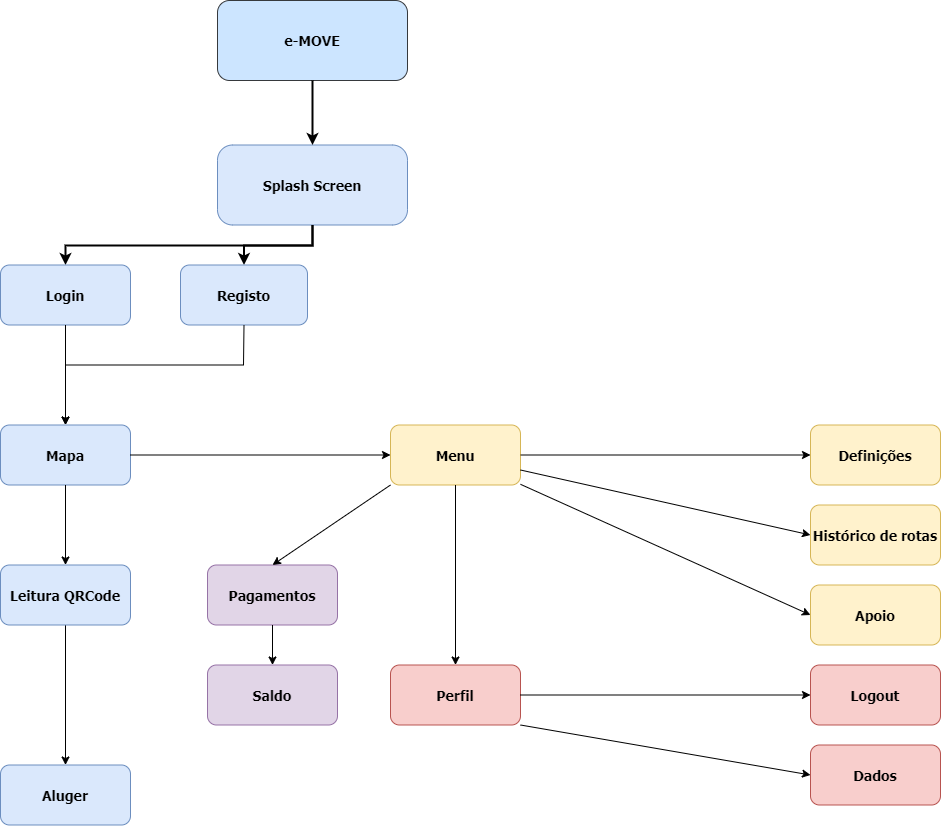 e-MOVE
Splash Screen
Login
Registo
Mapa
Menu
Definições
Histórico de rotas
Leitura QRCode
Pagamentos
Apoio
Saldo
Perfil
Logout
Aluger
Dados